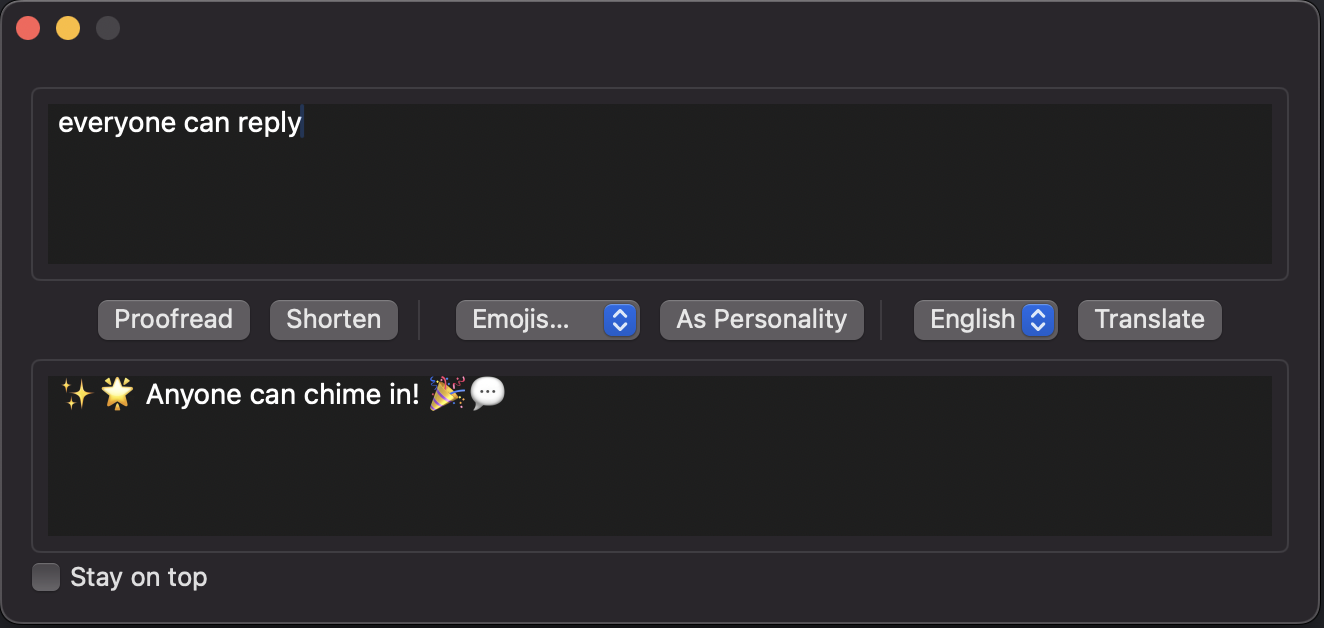 everyone can reply
Proofread Shorten Emojis... As Personality English Translate
✨🌟 Anyone can chime in! 🎉💬
Stay on top